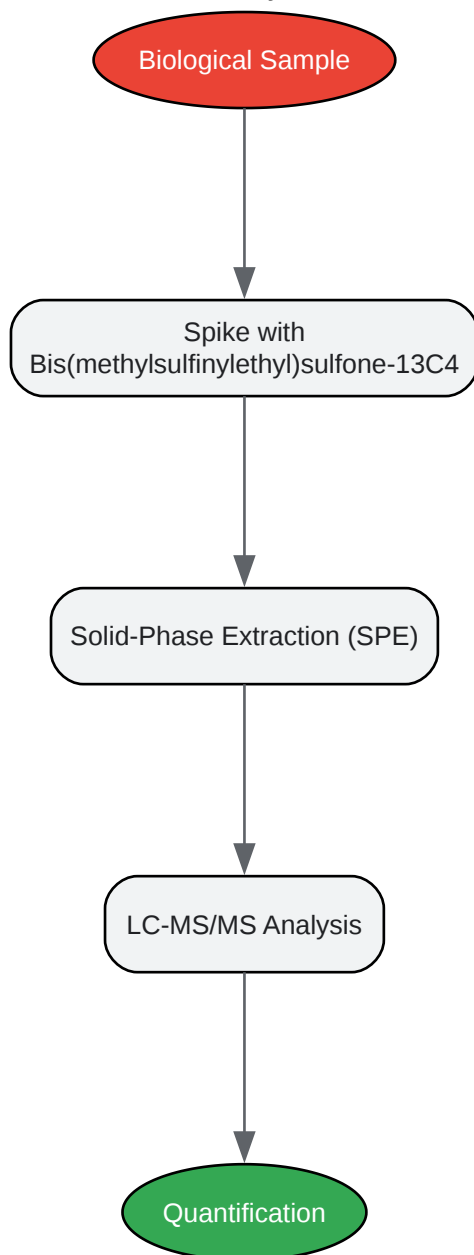 Biological Sample
Spike with
Bis(methylsulfinylethyl)sulfone-13C4
Solid-Phase Extraction (SPE)
LC-MS/MS Analysis
Quantification